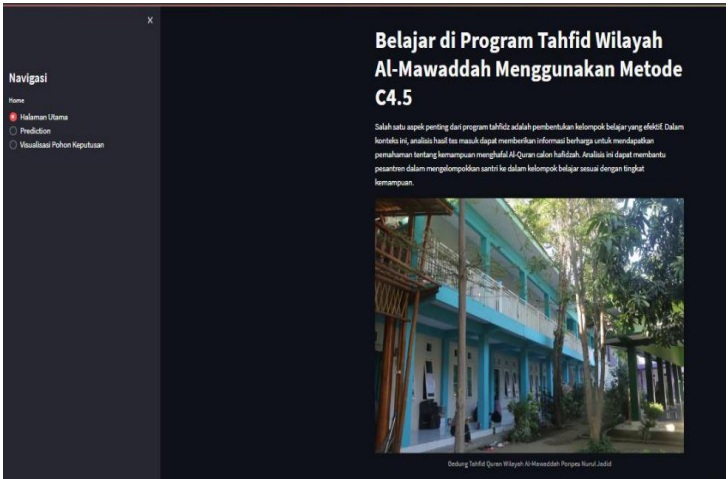 x
Navigasi
Home
Halaman Utama
Prediction
Visualisasi Pohon Keputusan
Belajar di Program Tahfid Wilayah
Al-Mawaddah Menggunakan Metode
C4.5
Salah satu aspek penting dari program tahfidz adalah pembentukan kelompok belajar yang efektif. Dalam
konteks ini, analisis hasil tes masuk dapat memberikan informasi berharga untuk mendapatkan
pemahaman tentang kemampuan menghafal Al-Quran calon hafidzah. Analisis ini dapat membantu
pesantren dalam mengelompokkan santri ke dalam kelompok belajar sesuai dengan tingkat
kemampuan.
Gedung Tahfid Quran Wilayah Al-Mawaddah Ponpes Nurul Jadid